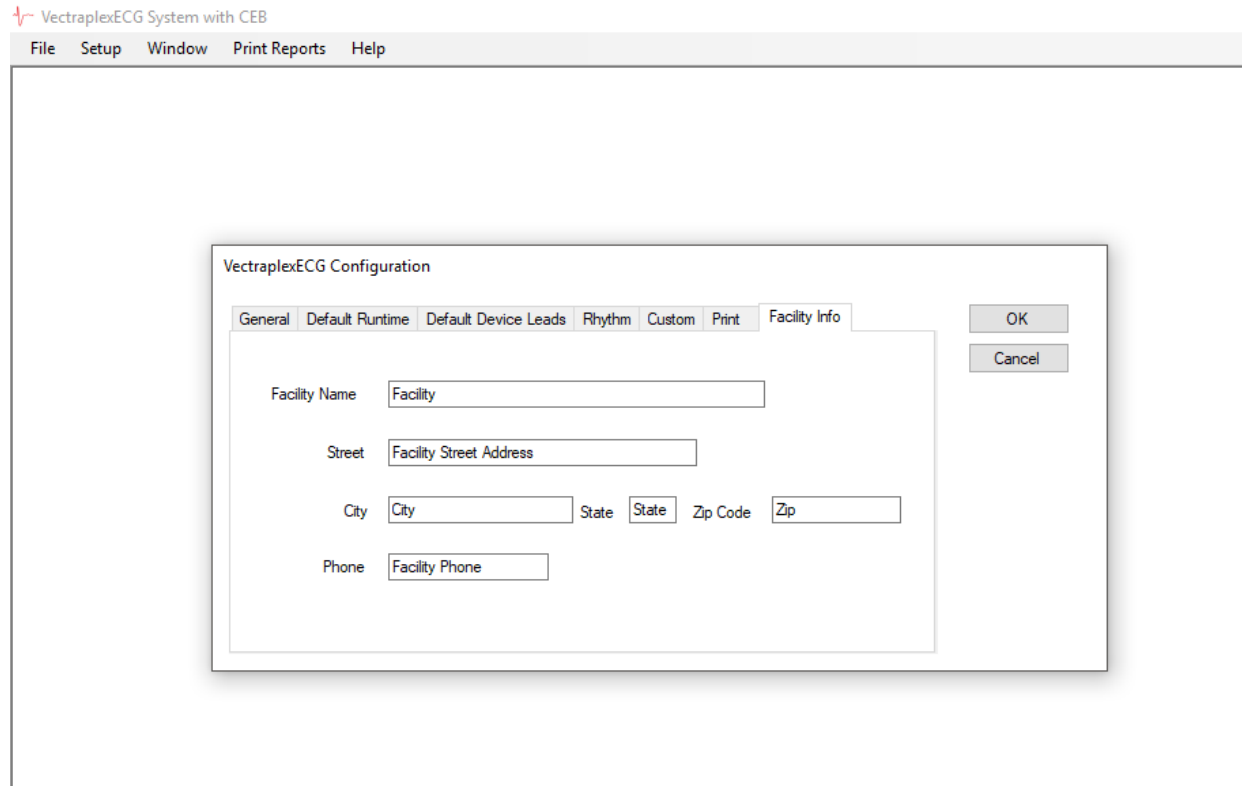 VectraplexECG System with CEB
File Setup Window Print Reports Help
VectraplexECG Configuration
General Default Runtime Default Device Leads Rhythm Custom Print Facility Info
OK
Cancel
Facility Name Facility
Street Facility Street Address
City City State State Zip Code Zip
Phone Facility Phone